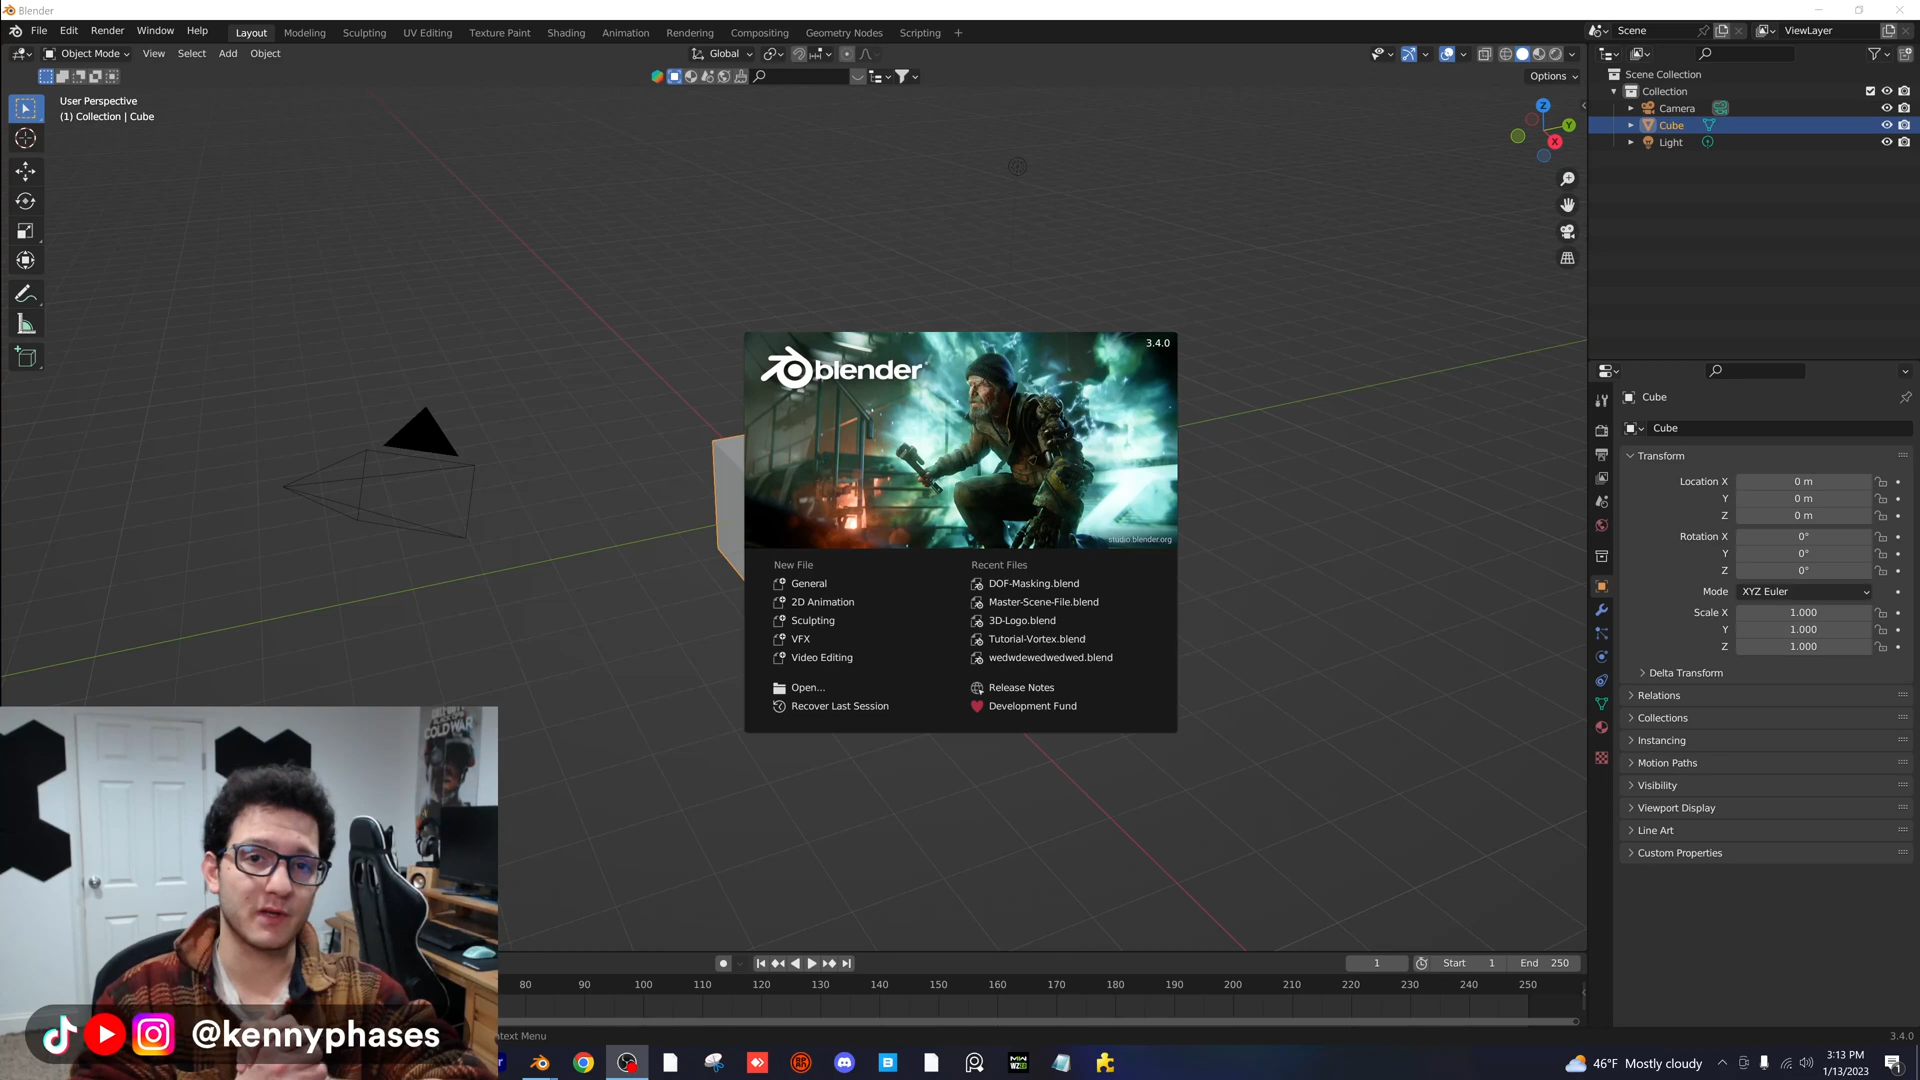 Blender
File Edit Render Window Help Layout Modeling Sculpting UV Editing Texture Paint Shading Animation Rendering Compositing Geometry Nodes Scripting + Scene ViewLayer
Object Mode View Select Add Object Global
Options
User Perspective
(1) Collection | Cube
Z
Y
X
Scene Collection
Collection
Camera
Cube
Light
blender
3.4.0
studio.blender.org
New File
General
2D Animation
Sculpting
VFX
Video Editing
Open...
Recover Last Session
Recent Files
DOF-Masking.blend
Master-Scene-File.blend
3D-Logo.blend
Tutorial-Vortex.blend
wedwdewedwedwed.blend
Release Notes
Development Fund
Cube
Cube
Transform
Location X 0 m
Y 0 m
Z 0 m
Rotation X 0°
Y 0°
Z 0°
Mode XYZ Euler
Scale X 1.000
Y 1.000
Z 1.000
Delta Transform
Relations
Collections
Instancing
Motion Paths
Visibility
Viewport Display
Line Art
Custom Properties
COLD WAR
@kennyphases
1 Start 1 End 250
80 90 100 110 120 130 140 150 160 170 180 190 200 210 220 230 240 250
text Menu
3.4.0
46°F Mostly cloudy
3:13 PM
1/13/2023